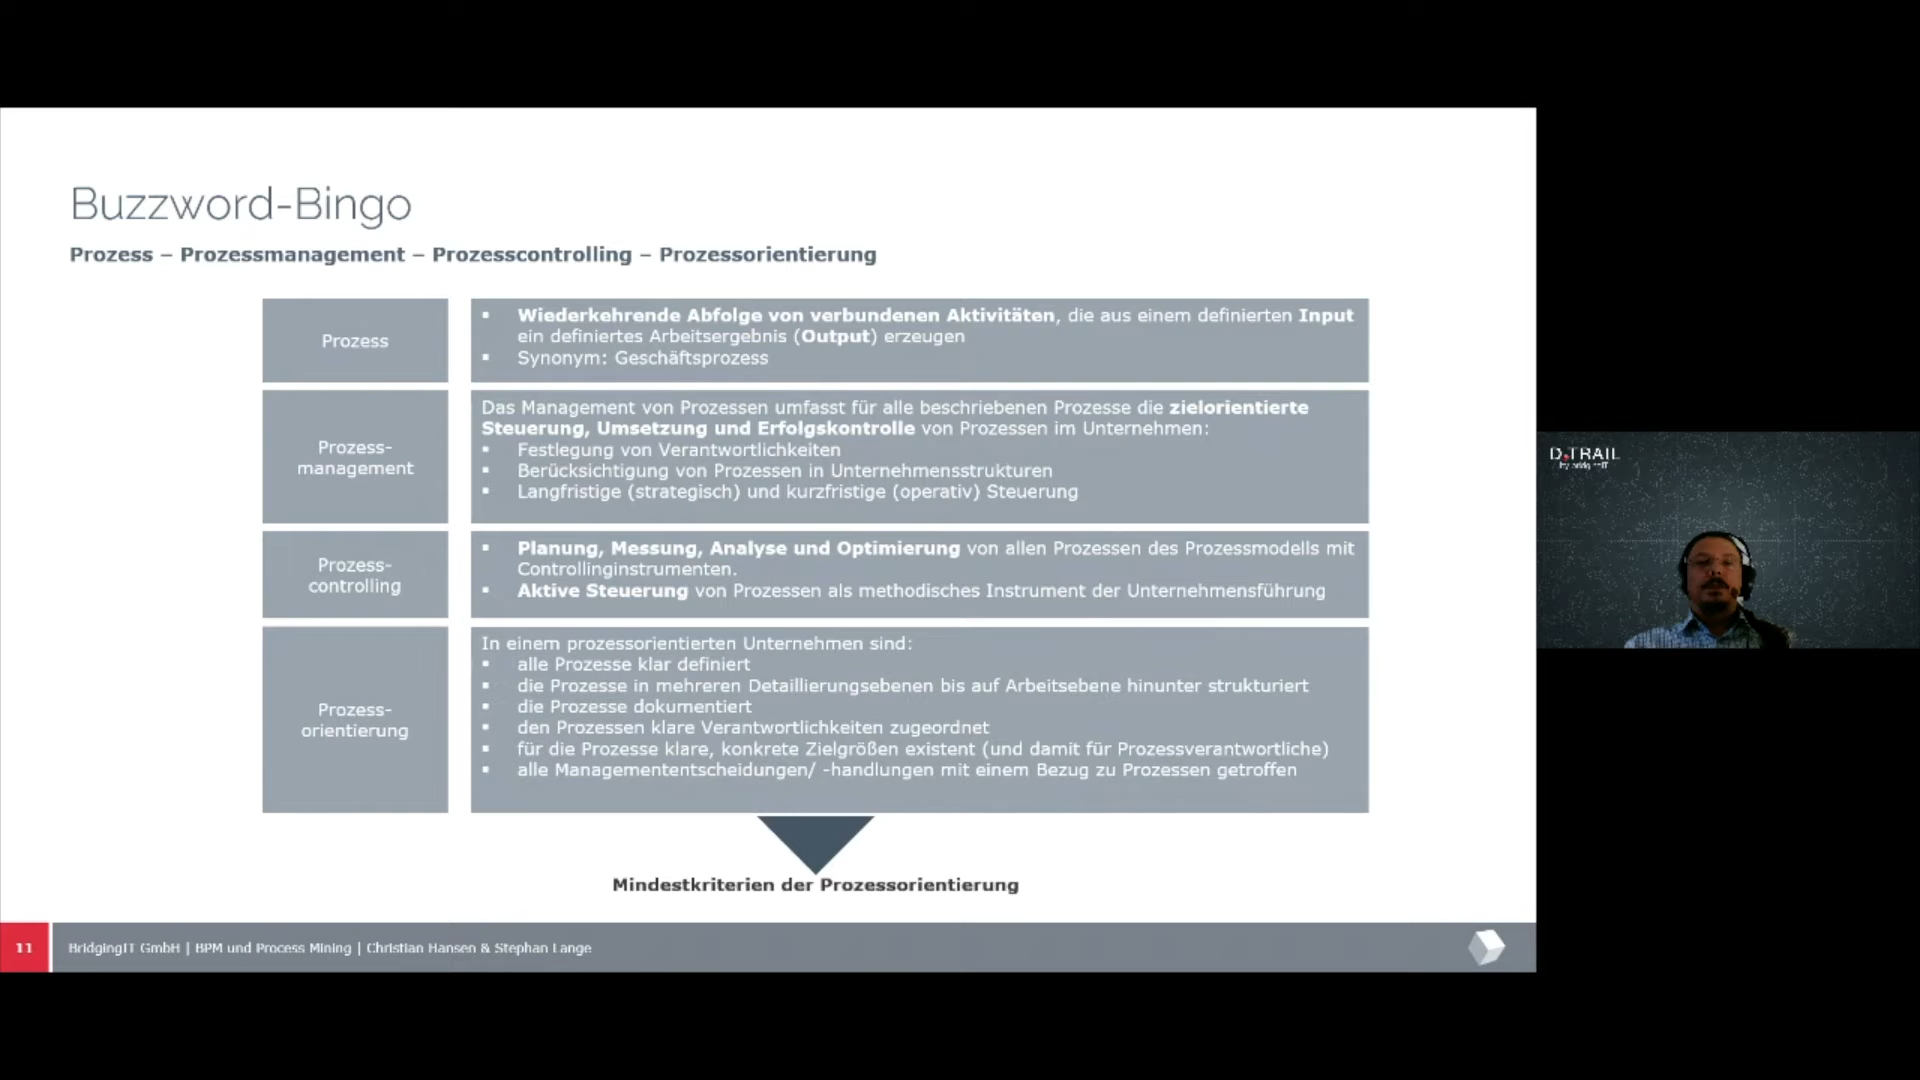 Buzzword-Bingo
Prozess – Prozessmanagement – Prozesscontrolling – Prozessorientierung
Prozess
▪ Wiederkehrende Abfolge von verbundenen Aktivitäten, die aus einem definierten Input
ein definiertes Arbeitsergebnis (Output) erzeugen
▪ Synonym: Geschäftsprozess
Prozess-
management
Das Management von Prozessen umfasst für alle beschriebenen Prozesse die zielorientierte
Steuerung, Umsetzung und Erfolgskontrolle von Prozessen im Unternehmen:
▪ Festlegung von Verantwortlichkeiten
▪ Berücksichtigung von Prozessen in Unternehmensstrukturen
▪ Langfristige (strategisch) und kurzfristige (operativ) Steuerung
Prozess-
controlling
▪ Planung, Messung, Analyse und Optimierung von allen Prozessen des Prozessmodells mit
Controllinginstrumenten.
▪ Aktive Steuerung von Prozessen als methodisches Instrument der Unternehmensführung
Prozess-
orientierung
In einem prozessorientierten Unternehmen sind:
▪ alle Prozesse klar definiert
▪ die Prozesse in mehreren Detaillierungsebenen bis auf Arbeitsebene hinunter strukturiert
▪ die Prozesse dokumentiert
▪ den Prozessen klare Verantwortlichkeiten zugeordnet
▪ für die Prozesse klare, konkrete Zielgrößen existent (und damit für Prozessverantwortliche)
▪ alle Managemententscheidungen/ -handlungen mit einem Bezug zu Prozessen getroffen
Mindestkriterien der Prozessorientierung
11
BridgingIT GmbH | BPM und Process Mining | Christian Hansen & Stephan Lange
D.TRAIL
by bridgingIT